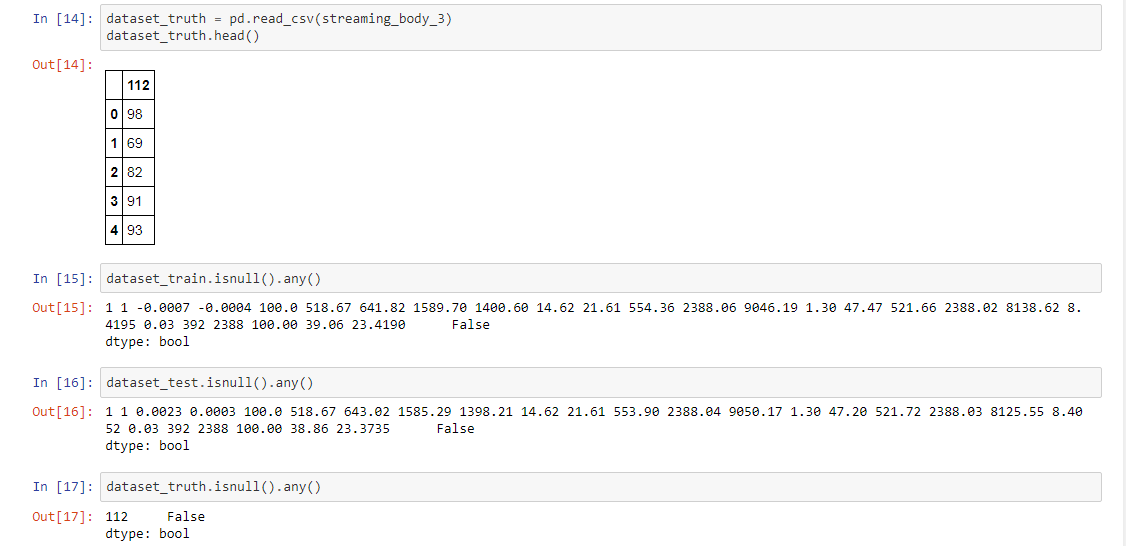 In [14]: dataset_truth = pd.read_csv(streaming_body_3)
dataset_truth.head()
Out[14]:
112
0 98
1 69
2 82
3 91
4 93
In [15]: dataset_train.isnull().any()
Out[15]: 1 1 -0.0007 -0.0004 100.0 518.67 641.82 1589.70 1400.60 14.62 21.61 554.36 2388.06 9046.19 1.30 47.47 521.66 2388.02 8138.62 8.
4195 0.03 392 2388 100.00 39.06 23.4190 False
dtype: bool
In [16]: dataset_test.isnull().any()
Out[16]: 1 1 0.0023 0.0003 100.0 518.67 643.02 1585.29 1398.21 14.62 21.61 553.90 2388.04 9050.17 1.30 47.20 521.72 2388.03 8125.55 8.40
52 0.03 392 2388 100.00 38.86 23.3735 False
dtype: bool
In [17]: dataset_truth.isnull().any()
Out[17]: 112 False
dtype: bool